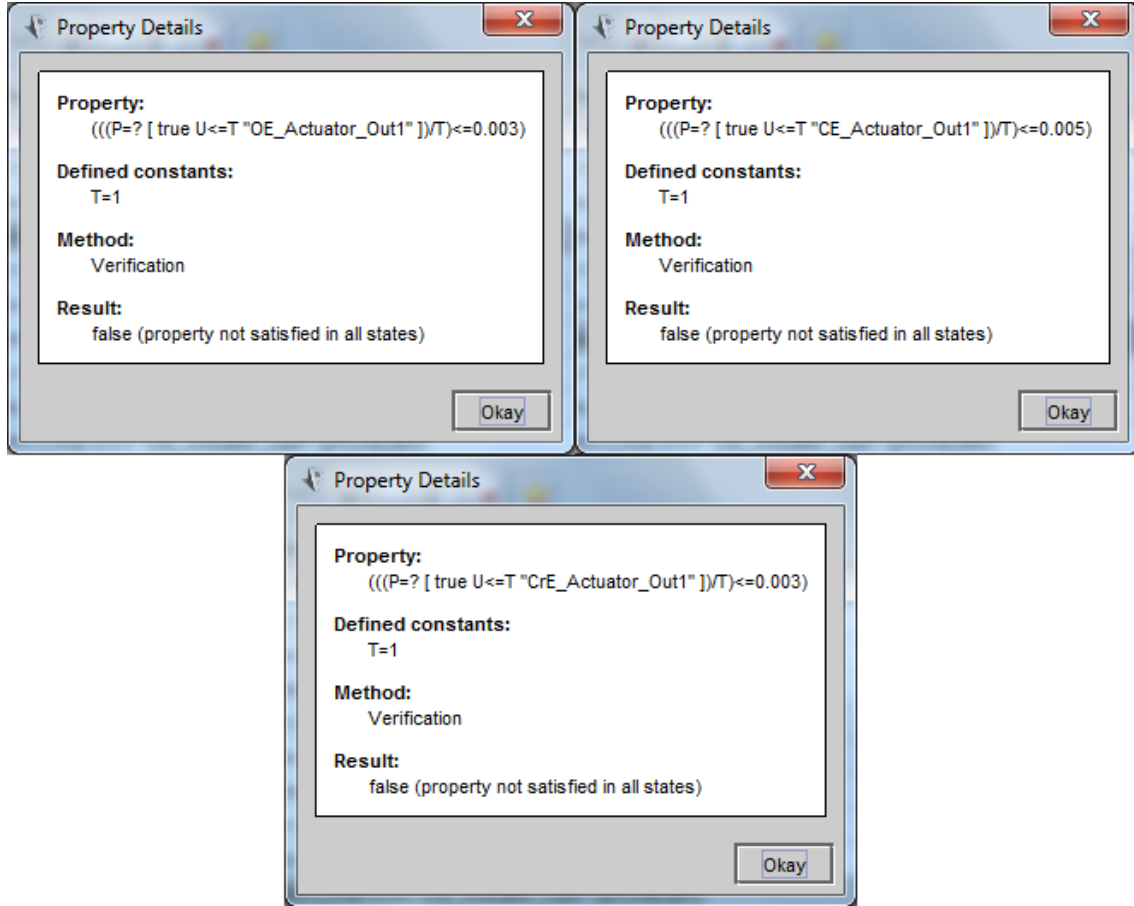 Property Details
Property:
(((P=? [ true U<=T "OE_Actuator_Out1" ])/T)<=0.003)
Defined constants:
T=1
Method:
Verification
Result:
false (property not satisfied in all states)
Okay
Property Details
Property:
(((P=? [ true U<=T "CE_Actuator_Out1" ])/T)<=0.005)
Defined constants:
T=1
Method:
Verification
Result:
false (property not satisfied in all states)
Okay
Property Details
Property:
(((P=? [ true U<=T "CrE_Actuator_Out1" ])/T)<=0.003)
Defined constants:
T=1
Method:
Verification
Result:
false (property not satisfied in all states)
Okay